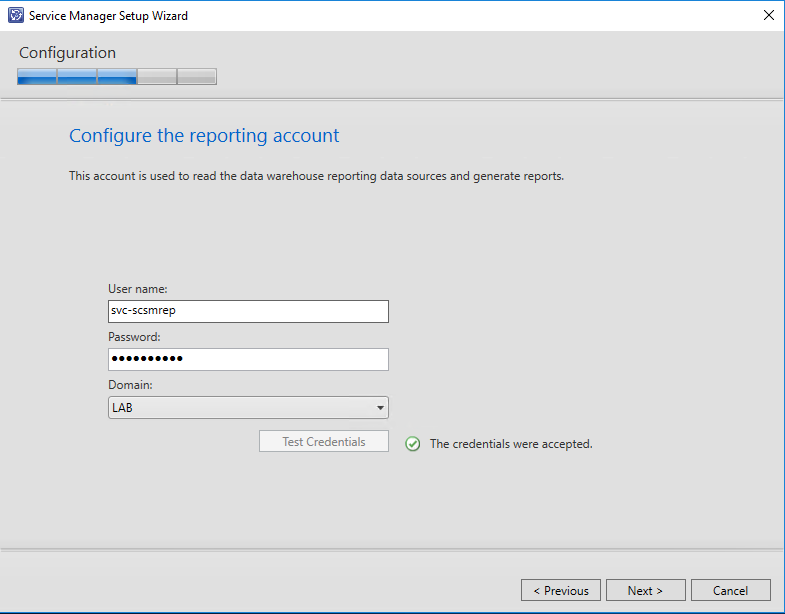 Service Manager Setup Wizard
Configuration
Configure the reporting account
This account is used to read the data warehouse reporting data sources and generate reports.
User name:
svc-scsmrep
Password:
●●●●●●●●●●
Domain:
LAB
Test Credentials
The credentials were accepted.
< Previous
Next >
Cancel